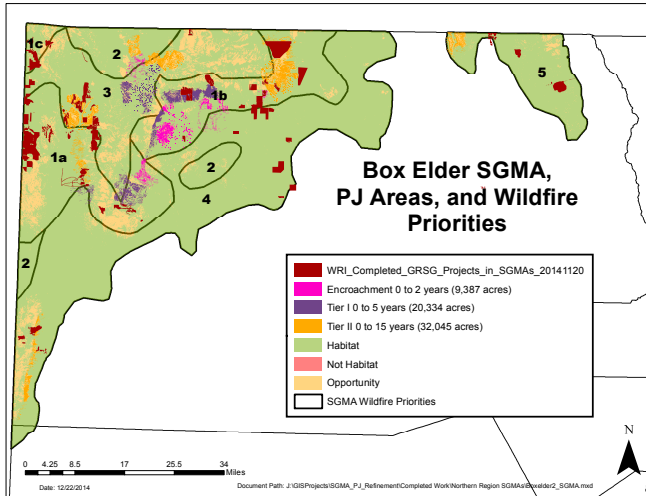 1c
2
3
1b
5
1a
2
4
2
Box Elder SGMA,
PJ Areas, and Wildfire
Priorities
WRI_Completed_GRSG_Projects_in_SGMAs_20141120
Encroachment 0 to 2 years (9,387 acres)
Tier I 0 to 5 years (20,334 acres)
Tier II 0 to 15 years (32,045 acres)
Habitat
Not Habitat
Opportunity
SGMA Wildfire Priorities
N
0 4.25 8.5 17 25.5 34
Miles
Date: 12/22/2014
Document Path: J:\GISProjects\SGMA_PJ_Refinement\Completed Work\Northern Region SGMAs\Boxelder2_SGMA.mxd